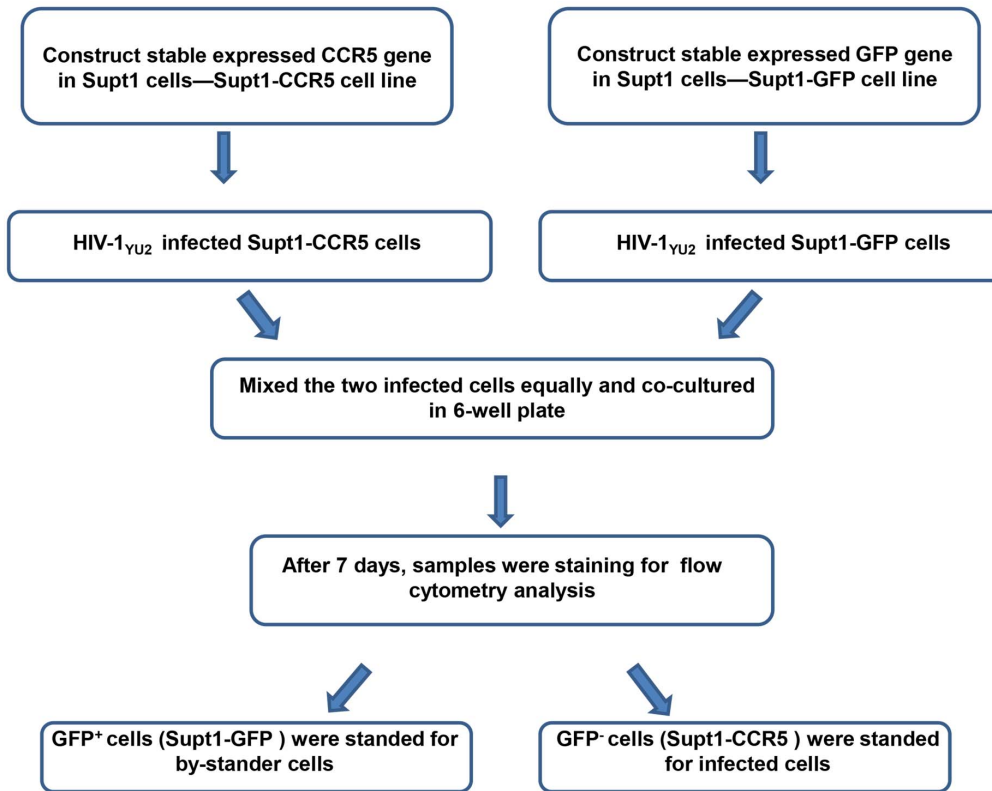 Construct stable expressed CCR5 gene
in Supt1 cells—Supt1-CCR5 cell line
Construct stable expressed GFP gene
in Supt1 cells—Supt1-GFP cell line
HIV-1YU2 infected Supt1-CCR5 cells
HIV-1YU2 infected Supt1-GFP cells
Mixed the two infected cells equally and co-cultured
in 6-well plate
After 7 days, samples were staining for flow
cytometry analysis
GFP+ cells (Supt1-GFP ) were standed for
by-stander cells
GFP- cells (Supt1-CCR5 ) were standed
for infected cells